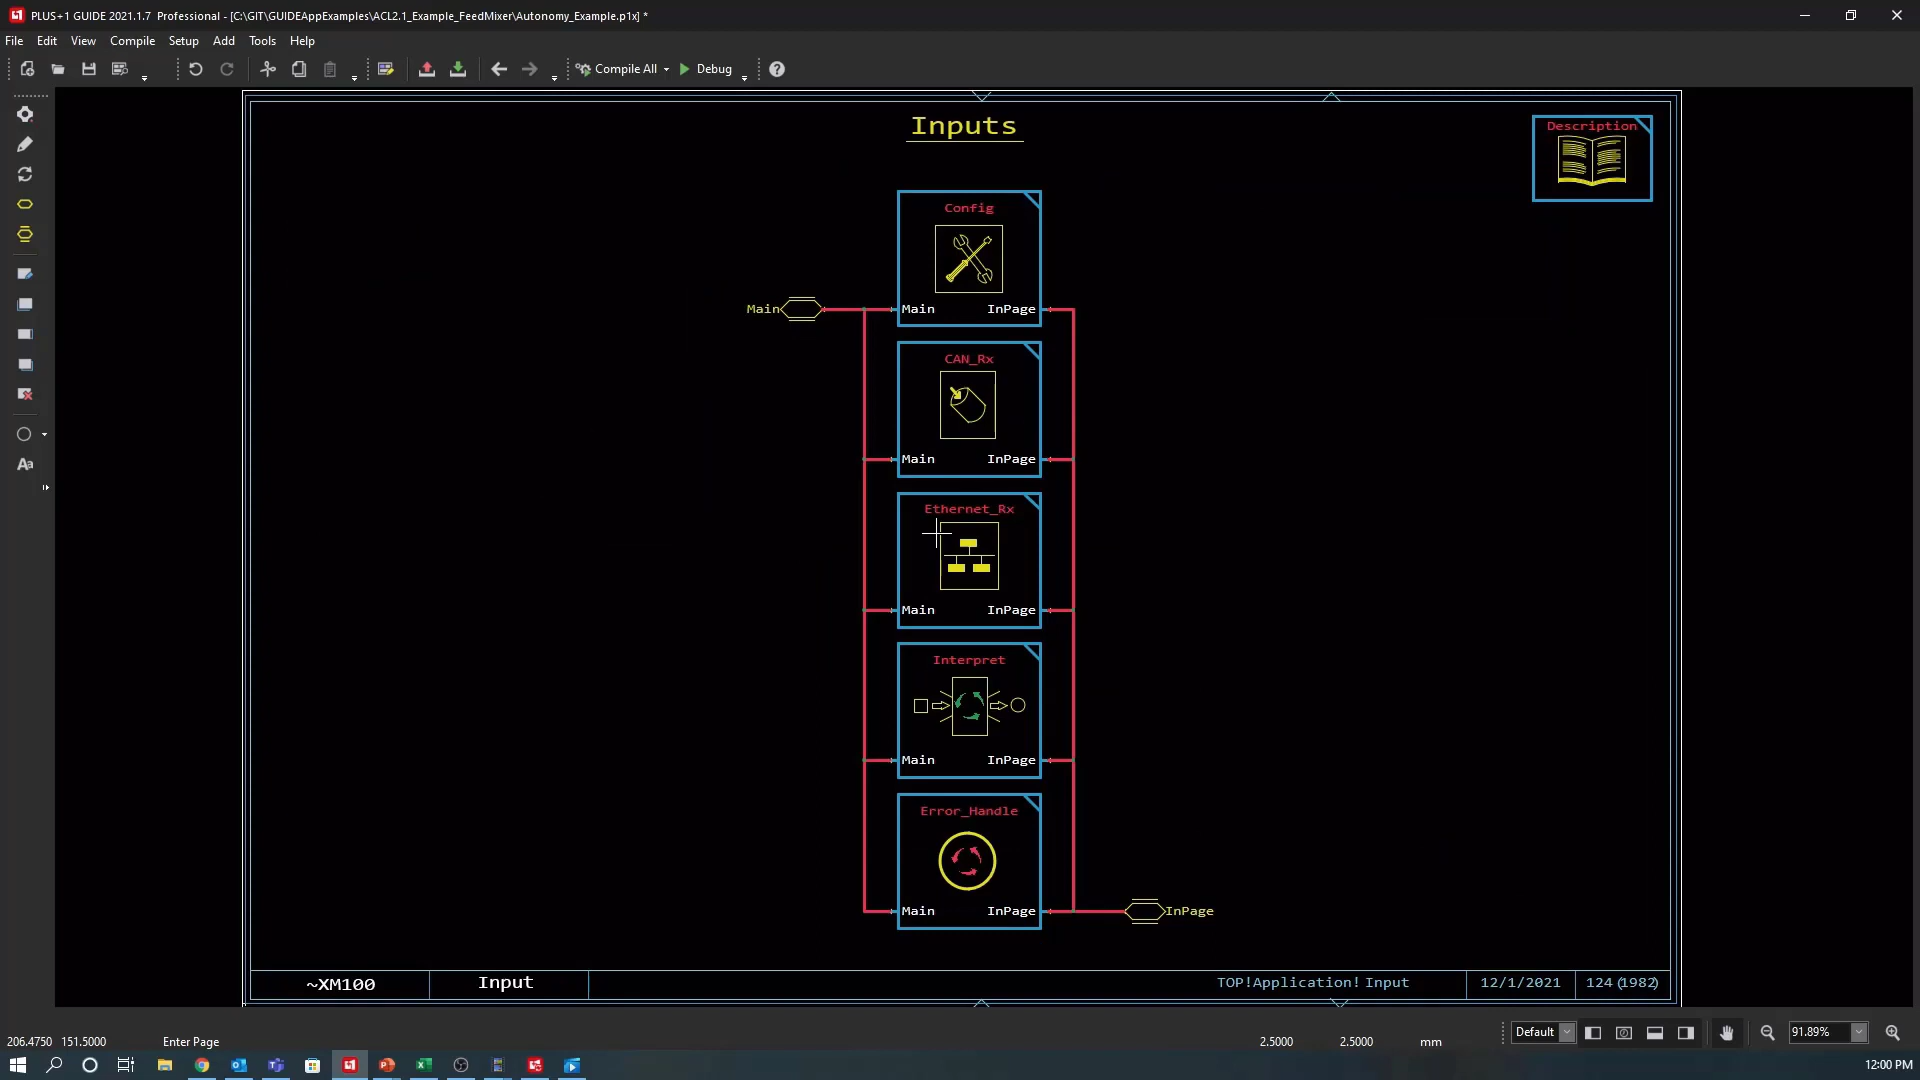 PLUS+1 GUIDE 2021.1.7  Professional - [C:\GIT\GUIDEAppExamples\ACL2.1_Example_FeedMixer\Autonomy_Example.p1x] *
File Edit View Compile Setup Add Tools Help
Compile All Debug
Inputs
Description
Config
Main InPage
Main
CAN_Rx
Main InPage
Ethernet_Rx
Main InPage
Interpret
Main InPage
Error_Handle
Main InPage
InPage
~XM100 Input TOP!Application!Input 12/1/2021 124(1982)
Default 91.89%
206.4750 151.5000 Enter Page 2.5000 2.5000 mm
12:00 PM